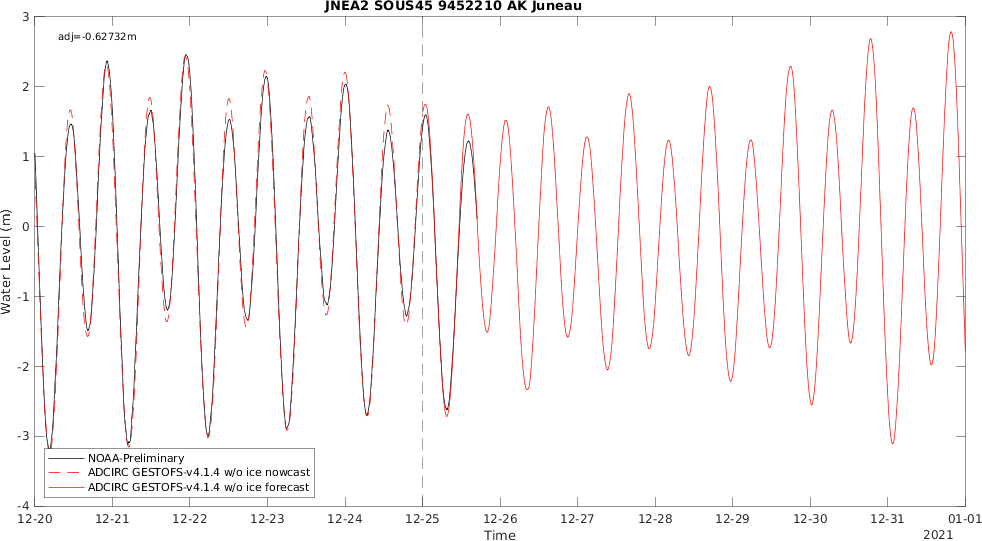 JNEA2 SOUS45 9452210 AK Juneau
adj=-0.62732m
3
2
1
0
-1
-2
-3
-4
Water Level (m)
NOAA-Preliminary
ADCIRC GESTOFS-v4.1.4 w/o ice nowcast
ADCIRC GESTOFS-v4.1.4 w/o ice forecast
12-20 12-21 12-22 12-23 12-24 12-25 12-26 12-27 12-28 12-29 12-30 12-31 01-01
Time
2021